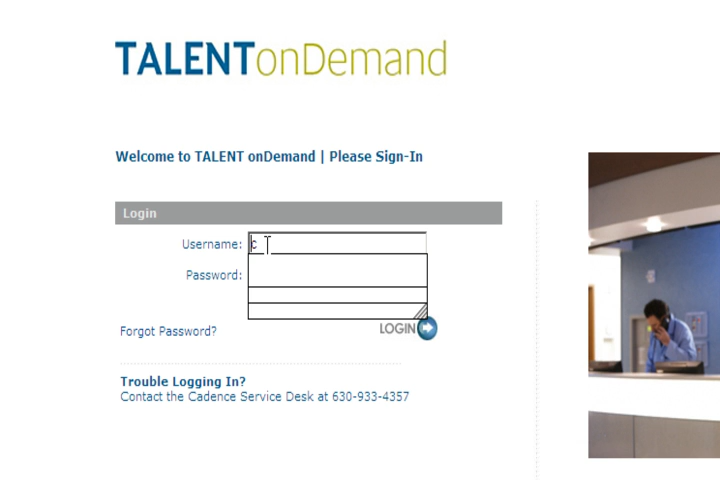 TALENTonDemand
Welcome to TALENT onDemand | Please Sign-In
Login
Username: c
Password:
Forgot Password?
LOGIN
Trouble Logging In?
Contact the Cadence Service Desk at 630-933-4357